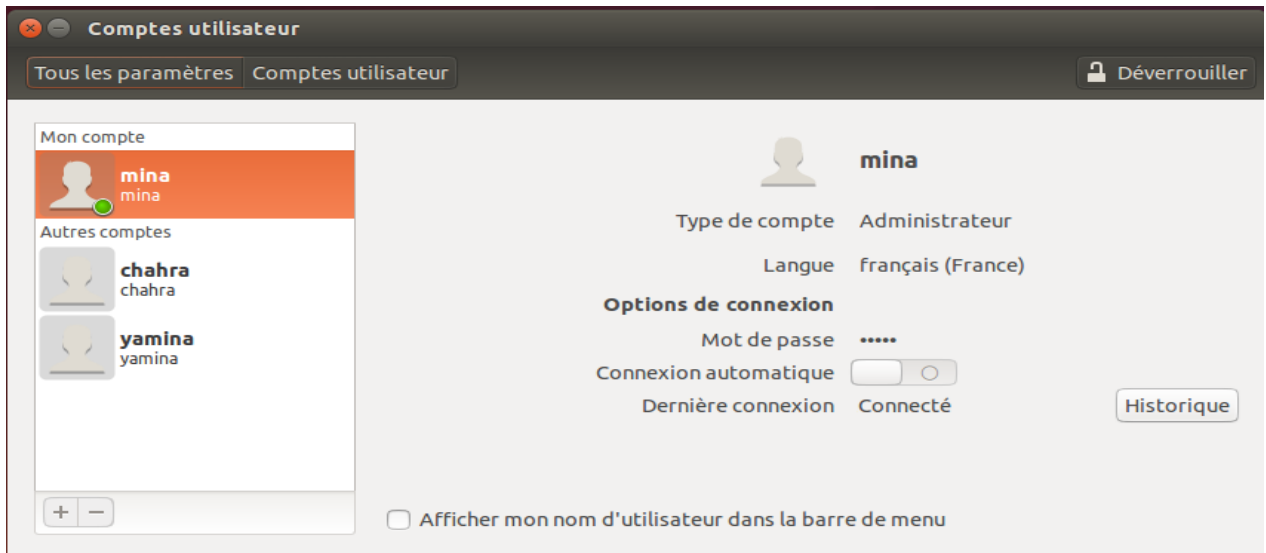 Comptes utilisateur
Tous les paramètres Comptes utilisateur Déverrouiller
Mon compte
mina
mina
Autres comptes
chahra
chahra
yamina
yamina
+ −
mina
Type de compte Administrateur
Langue français (France)
Options de connexion
Mot de passe •••••
Connexion automatique
Dernière connexion Connecté Historique
Afficher mon nom d'utilisateur dans la barre de menu